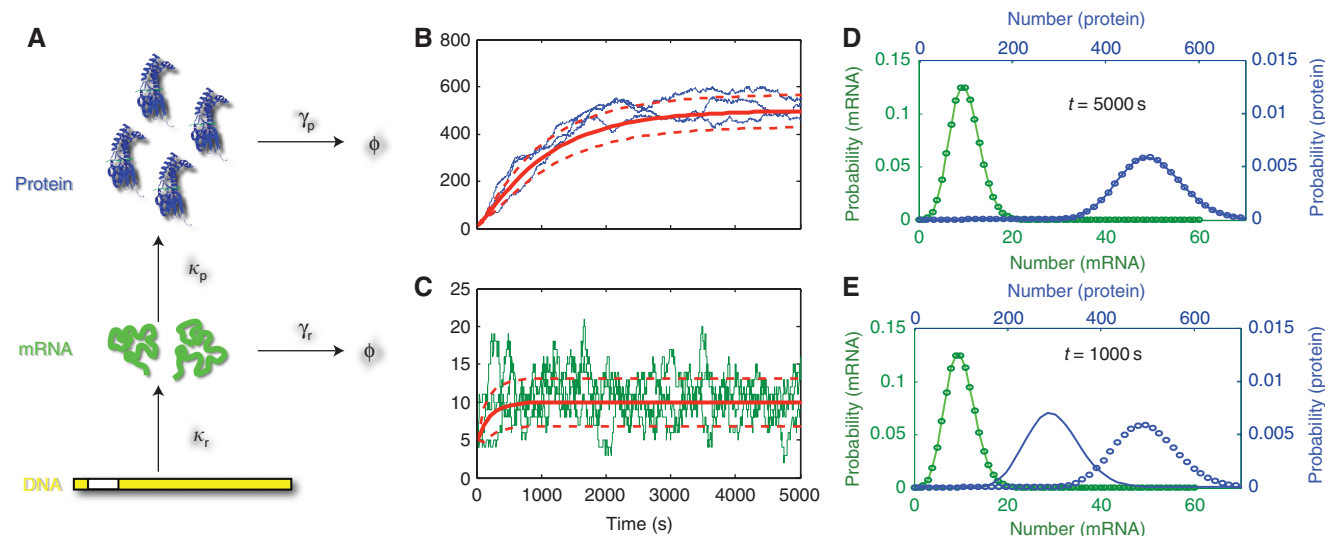 A
Protein
γp
ϕ
κp
mRNA
γr
ϕ
κr
DNA
B
800
600
400
200
0
C
25
20
15
10
5
0
0 1000 2000 3000 4000 5000
Time (s)
D
Number (protein)
0 200 400 600
0.15 0.015
0.1 0.01
0.05 0.005
0 0
Probability (mRNA)
Probability (protein)
t = 5000 s
0 20 40 60
Number (mRNA)
E
Number (protein)
0 200 400 600
0.15 0.015
0.1 0.01
0.05 0.005
0 0
Probability (mRNA)
Probability (protein)
t = 1000 s
0 20 40 60
Number (mRNA)